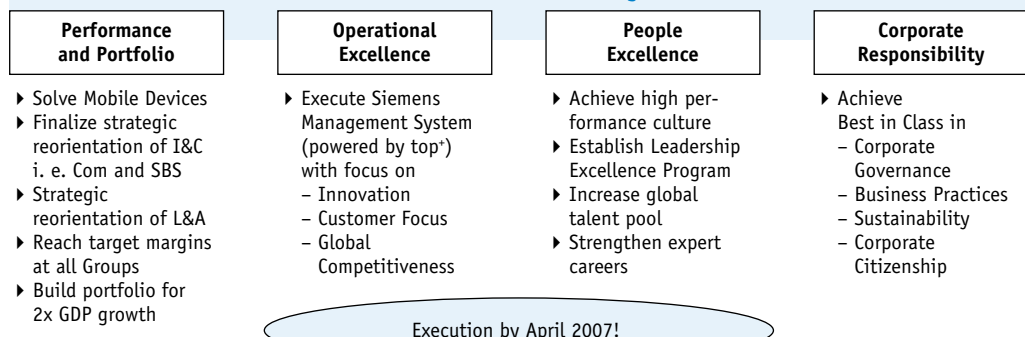 Performance
and Portfolio
▸ Solve Mobile Devices
▸ Finalize strategic
reorientation of I&C
i. e. Com and SBS
▸ Strategic
reorientation of L&A
▸ Reach target margins
at all Groups
▸ Build portfolio for
2x GDP growth
Operational
Excellence
▸ Execute Siemens
Management System
(powered by top+)
with focus on
– Innovation
– Customer Focus
– Global
Competitiveness
People
Excellence
▸ Achieve high per-
formance culture
▸ Establish Leadership
Excellence Program
▸ Increase global
talent pool
▸ Strengthen expert
careers
Corporate
Responsibility
▸ Achieve
Best in Class in
– Corporate
Governance
– Business Practices
– Sustainability
– Corporate
Citizenship
Execution by April 2007!